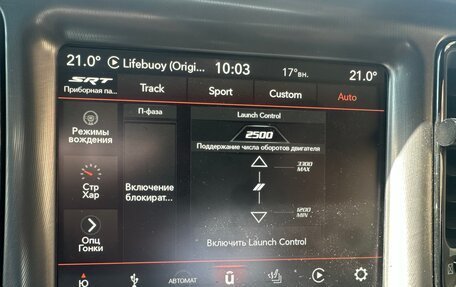 21.0°
Lifebuoy (Origi...
10:03
17°вн.
21.0°
SRT
Track
Sport
Custom
Auto
Приборная па...
П-фаза
Launch Control
2500
Режимы
вождения
Поддержание числа оборотов двигателя
3300
MAX
Стр
Хар
Включение
блокират...
1200
MIN
Опц
Гонки
Включить Launch Control
Ю
АВТОМАТ
û